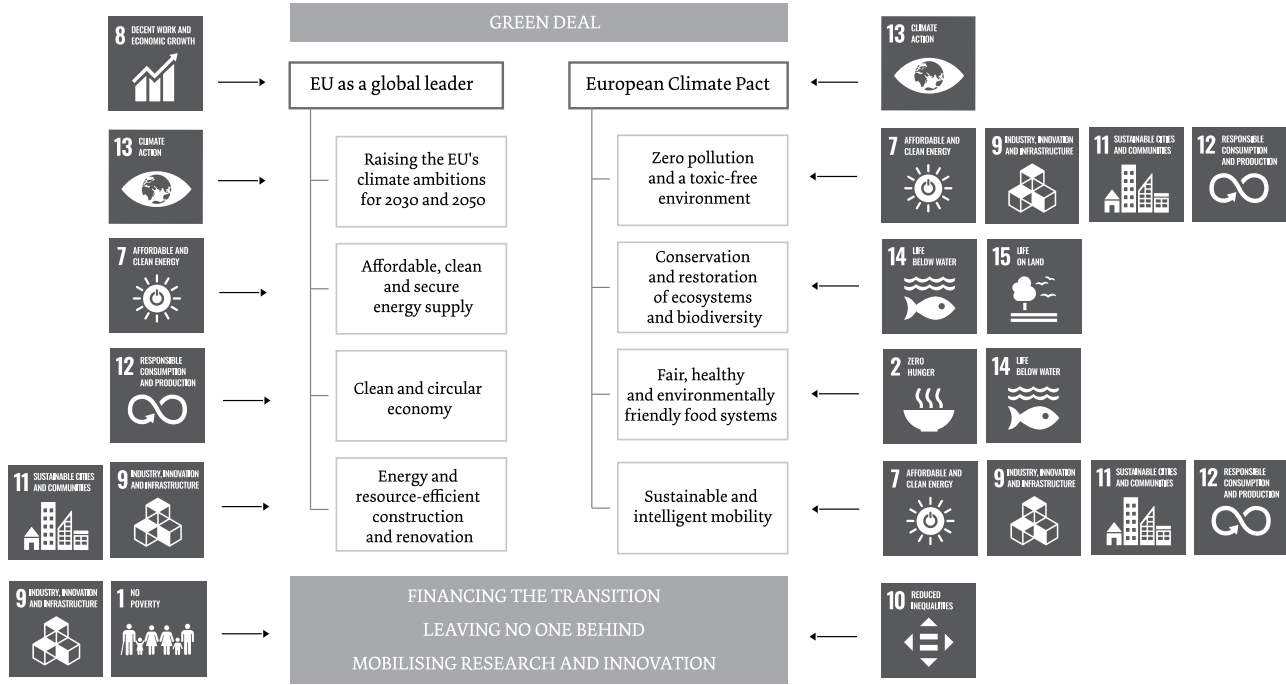 GREEN DEAL
8 DECENT WORK AND
ECONOMIC GROWTH
EU as a global leader
European Climate Pact
13 CLIMATE
ACTION
13 CLIMATE
ACTION
Raising the EU's
climate ambitions
for 2030 and 2050
Zero pollution
and a toxic-free
environment
7 AFFORDABLE AND
CLEAN ENERGY
9 INDUSTRY, INNOVATION
AND INFRASTRUCTURE
11 SUSTAINABLE CITIES
AND COMMUNITIES
12 RESPONSIBLE
CONSUMPTION
AND PRODUCTION
7 AFFORDABLE AND
CLEAN ENERGY
Affordable, clean
and secure
energy supply
Conservation
and restoration
of ecosystems
and biodiversity
14 LIFE
BELOW WATER
15 LIFE
ON LAND
12 RESPONSIBLE
CONSUMPTION
AND PRODUCTION
Clean and circular
economy
Fair, healthy
and environmentally
friendly food systems
2 ZERO
HUNGER
14 LIFE
BELOW WATER
11 SUSTAINABLE CITIES
AND COMMUNITIES
9 INDUSTRY, INNOVATION
AND INFRASTRUCTURE
Energy and
resource-efficient
construction
and renovation
Sustainable and
intelligent mobility
7 AFFORDABLE AND
CLEAN ENERGY
9 INDUSTRY, INNOVATION
AND INFRASTRUCTURE
11 SUSTAINABLE CITIES
AND COMMUNITIES
12 RESPONSIBLE
CONSUMPTION
AND PRODUCTION
9 INDUSTRY, INNOVATION
AND INFRASTRUCTURE
1 NO
POVERTY
FINANCING THE TRANSITION
LEAVING NO ONE BEHIND
MOBILISING RESEARCH AND INNOVATION
10 REDUCED
INEQUALITIES